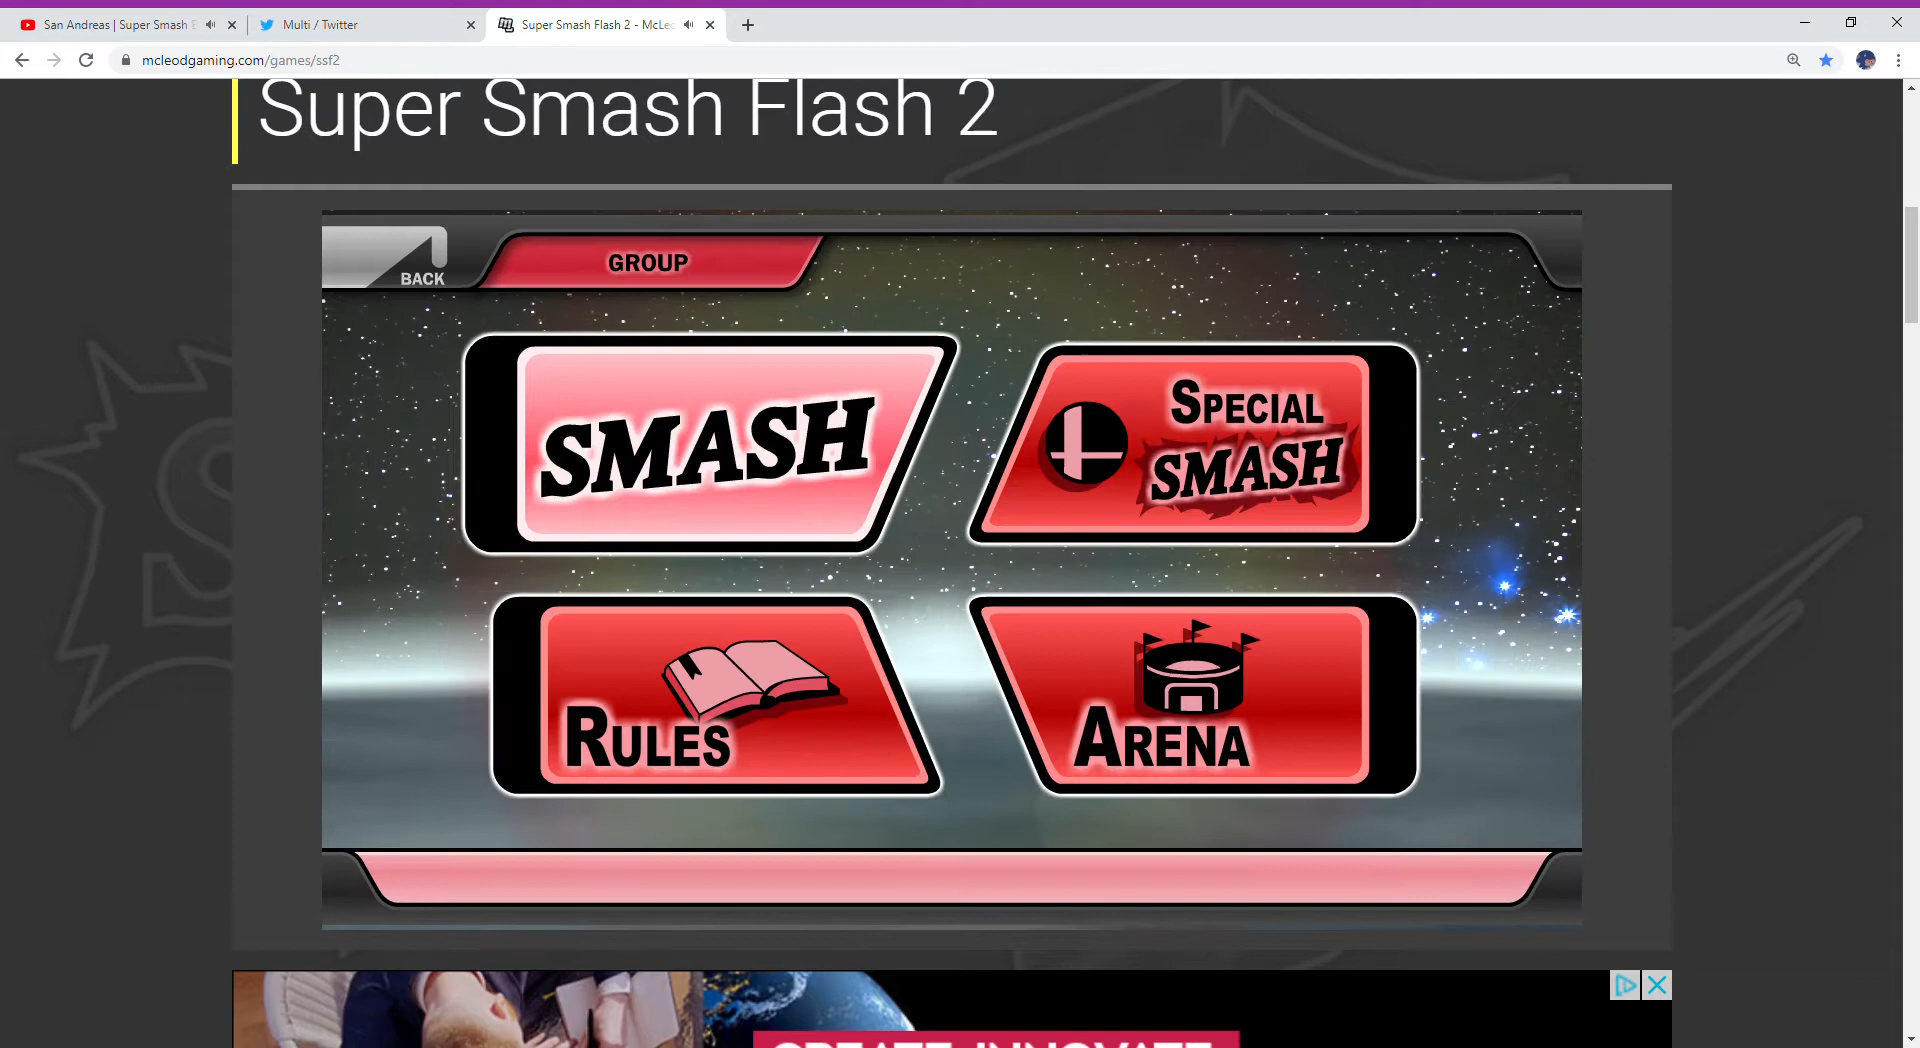 San Andreas | Super Smash
Multi / Twitter
Super Smash Flash 2 - McLeo
mcleodgaming.com/games/ssf2
Super Smash Flash 2
BACK
GROUP
SMASH
SPECIAL
SMASH
RULES
ARENA